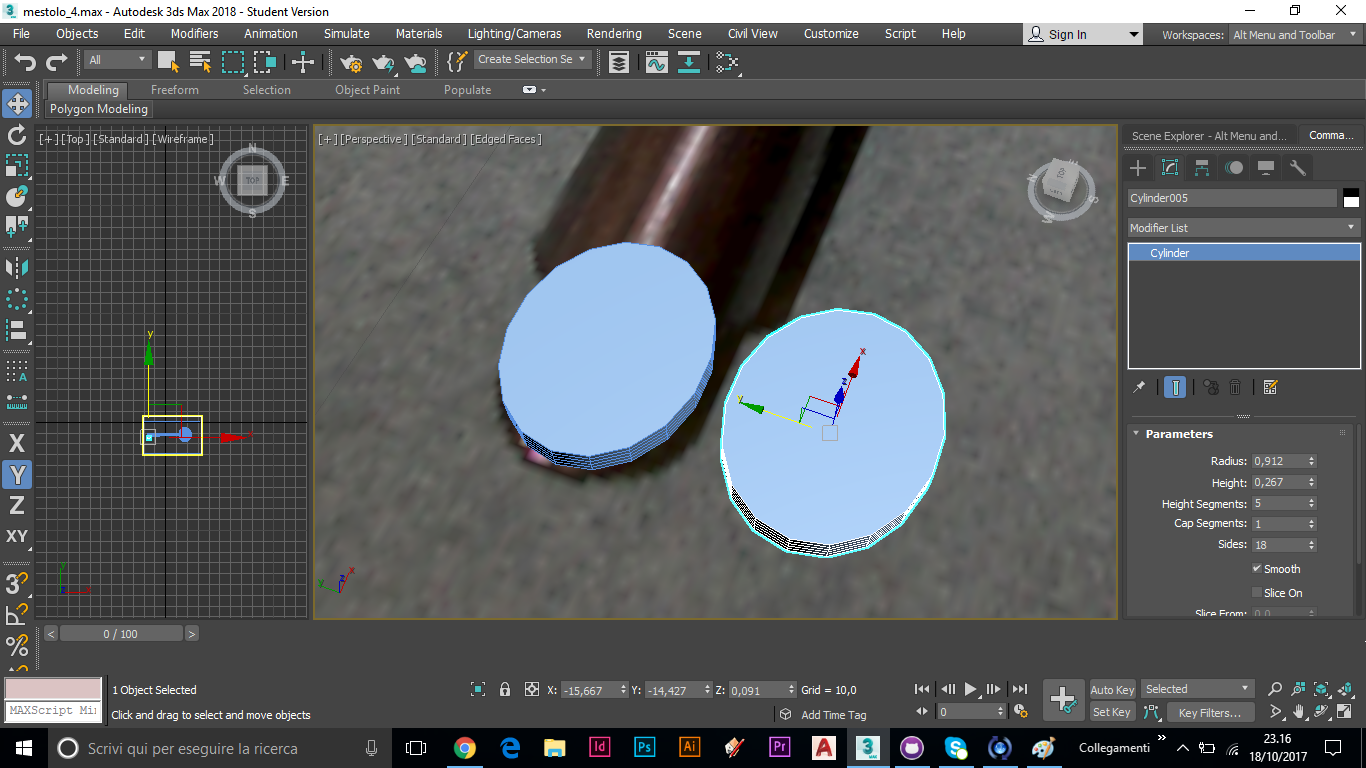 mestolo_4.max - Autodesk 3ds Max 2018 - Student Version
File Objects Edit Modifiers Animation Simulate Materials Lighting/Cameras Rendering Scene Civil View Customize Script Help Sign In Workspaces: Alt Menu and Toolbar
All Create Selection Se
Modeling Freeform Selection Object Paint Populate
Polygon Modeling
[+] [Top ] [Standard ] [Wireframe ]
[+] [Perspective ] [Standard ] [Edged Faces ]
Scene Explorer - Alt Menu and... Comma...
N
W TOP E
S
Cylinder005
Modifier List
Cylinder
y
x
z
y
X
Y
Z
XY
Parameters
Radius: 0,912
Height: 0,267
Height Segments: 5
Cap Segments: 1
Sides: 18
Smooth
Slice On
Slice From: 0,0
3
< 0 / 100 >
1 Object Selected X: -15,667 Y: -14,427 Z: 0,091 Grid = 10,0 Auto Key Selected
MAXScript Mi
Click and drag to select and move objects Add Time Tag 0 Set Key Key Filters...
Scrivi qui per eseguire la ricerca
Id Ps Ai Pr A 3 MAX S
Collegamenti »
23.16
18/10/2017